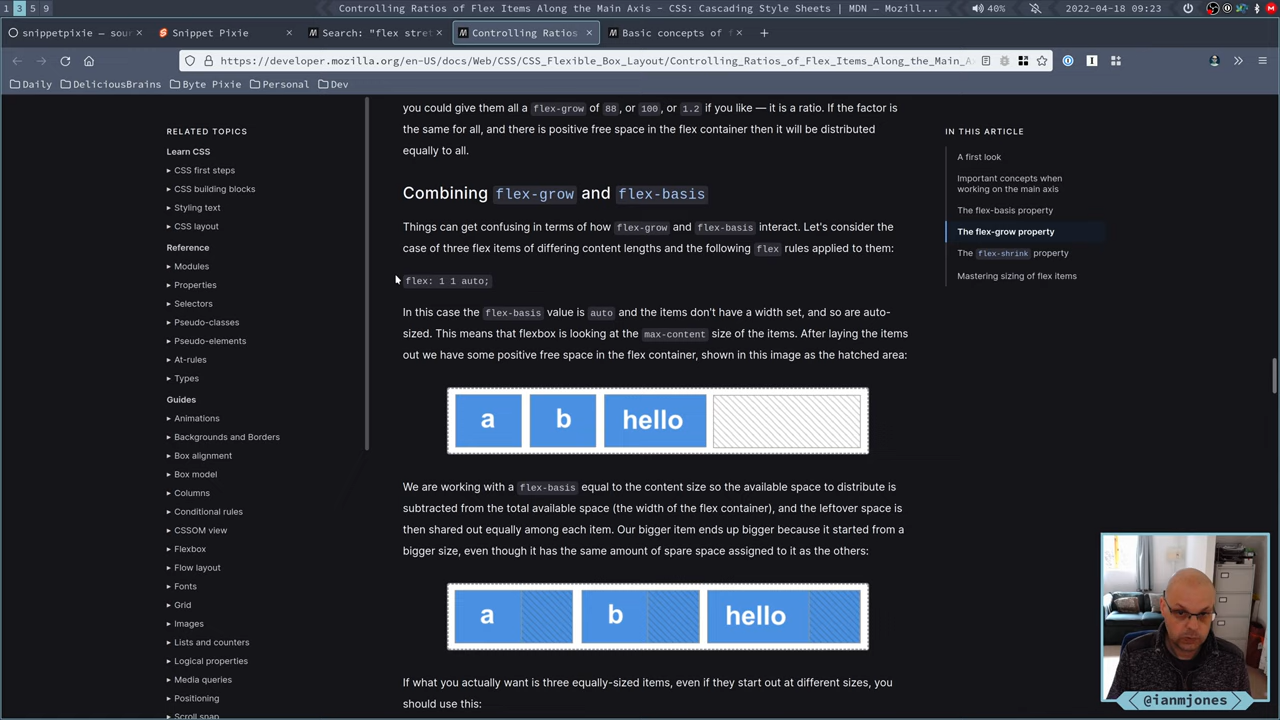 1 3 5 9
Controlling Ratios of Flex Items Along the Main Axis - CSS: Cascading Style Sheets | MDN — Mozill...
40%
2022-04-18 09:23
snippetpixie — sou
Snippet Pixie
Search: "flex stret
Controlling Ratios
Basic concepts of f
https://developer.mozilla.org/en-US/docs/Web/CSS/CSS_Flexible_Box_Layout/Controlling_Ratios_of_Flex_Items_Along_the_Main_Ax
Daily
DeliciousBrains
Byte Pixie
Personal
Dev
RELATED TOPICS
Learn CSS
CSS first steps
CSS building blocks
Styling text
CSS layout
Reference
Modules
Properties
Selectors
Pseudo-classes
Pseudo-elements
At-rules
Types
Guides
Animations
Backgrounds and Borders
Box alignment
Box model
Columns
Conditional rules
CSSOM view
Flexbox
Flow layout
Fonts
Grid
Images
Lists and counters
Logical properties
Media queries
Positioning
Scroll snap
you could give them all a flex-grow of 88, or 100, or 1.2 if you like — it is a ratio. If the factor is
the same for all, and there is positive free space in the flex container then it will be distributed
equally to all.
Combining flex-grow and flex-basis
Things can get confusing in terms of how flex-grow and flex-basis interact. Let's consider the
case of three flex items of differing content lengths and the following flex rules applied to them:
flex: 1 1 auto;
In this case the flex-basis value is auto and the items don't have a width set, and so are auto-
sized. This means that flexbox is looking at the max-content size of the items. After laying the items
out we have some positive free space in the flex container, shown in this image as the hatched area:
a
b
hello
We are working with a flex-basis equal to the content size so the available space to distribute is
subtracted from the total available space (the width of the flex container), and the leftover space is
then shared out equally among each item. Our bigger item ends up bigger because it started from a
bigger size, even though it has the same amount of spare space assigned to it as the others:
a
b
hello
If what you actually want is three equally-sized items, even if they start out at different sizes, you
should use this:
IN THIS ARTICLE
A first look
Important concepts when
working on the main axis
The flex-basis property
The flex-grow property
The flex-shrink property
Mastering sizing of flex items
@ianmjones